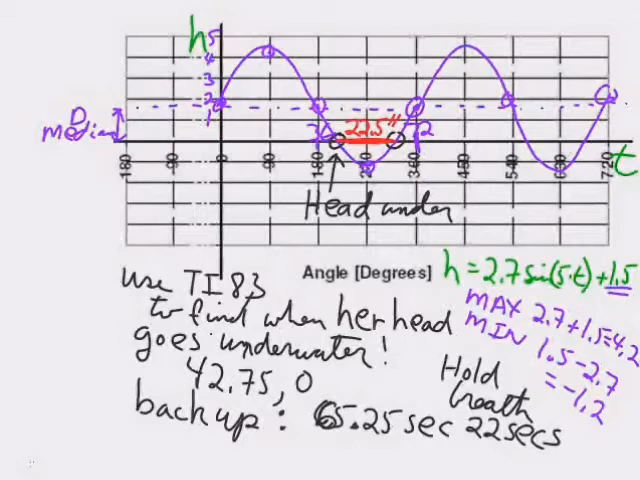 h
5
4
3
2
1
D
median
22.5"
36
72
-180
-90
0
90
180
270
360
450
540
630
720
t
Head under
Angle [Degrees]
h = 2.7 sin(5·t) + 1.5
use TI 83
to find when her head
goes underwater!
42.75, 0
back up: 65.25 sec
MAX 2.7 + 1.5 = 4.2
MIN 1.5 - 2.7
= -1.2
Hold
breath
22 secs